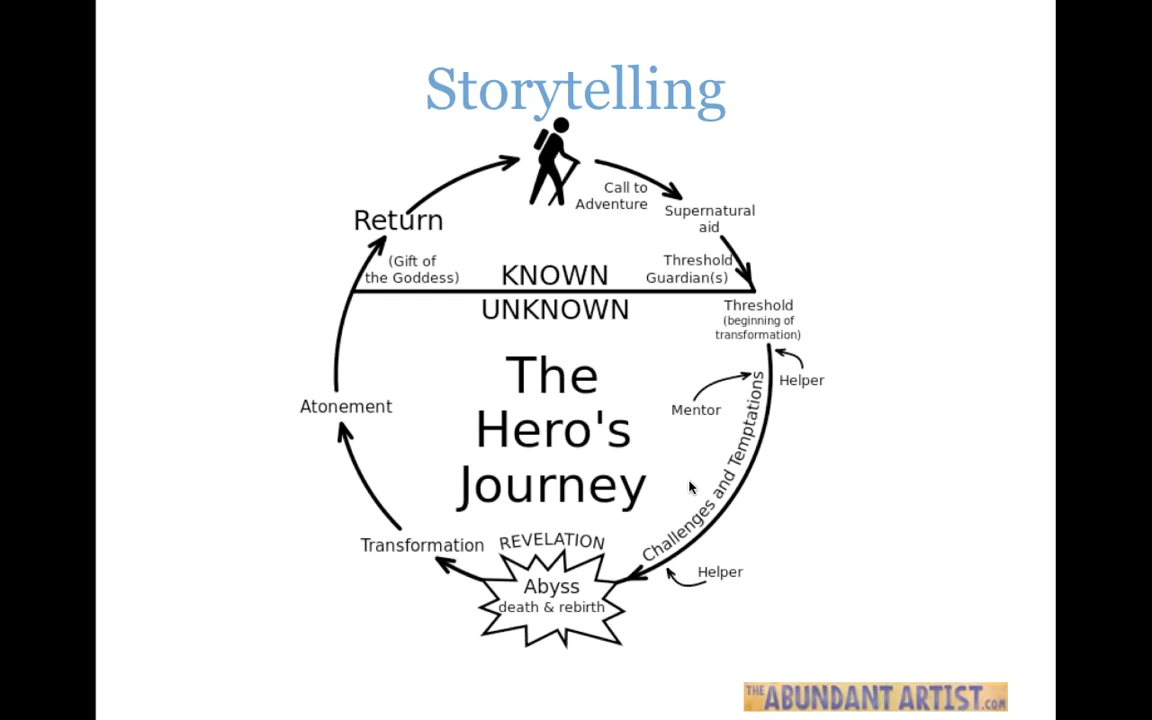 Storytelling
Call to
Adventure
Supernatural
aid
Return
(Gift of
the Goddess)
KNOWN
Threshold
Guardian(s)
UNKNOWN
Threshold
(beginning of
transformation)
Helper
Mentor
Challenges and Temptations
The
Hero's
Journey
Atonement
Transformation
REVELATION
Abyss
death & rebirth
Helper
THE ABUNDANT ARTIST.COM